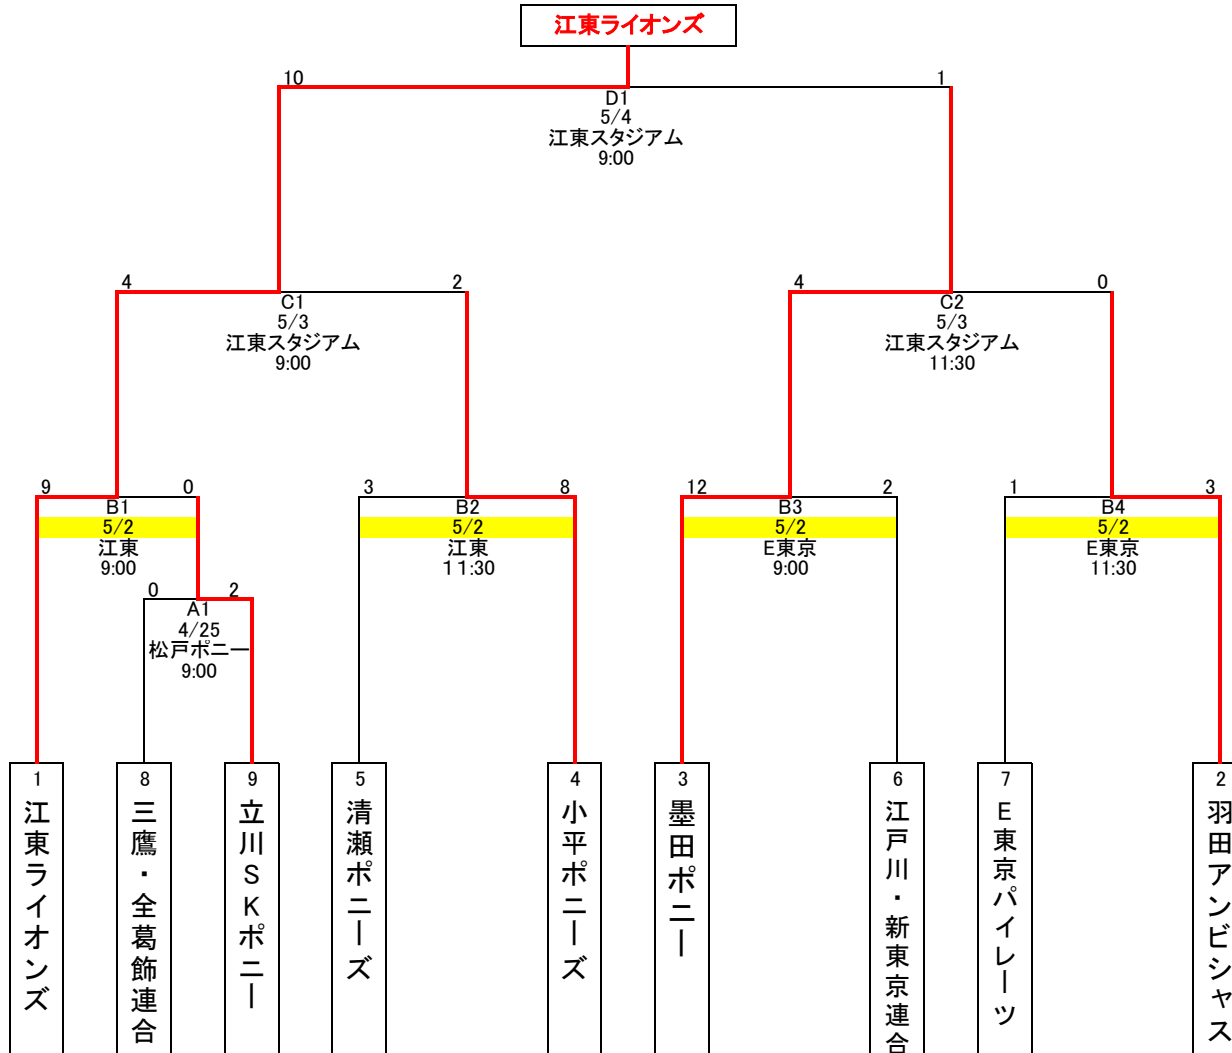 江東ライオンズ
10
1
D1
5/4
江東スタジアム
9:00
4
2
C1
5/3
江東スタジアム
9:00
4
0
C2
5/3
江東スタジアム
11:30
9
0
B1
5/2
江東
9:00
3
8
B2
5/2
江東
11:30
12
2
B3
5/2
E東京
9:00
1
3
B4
5/2
E東京
11:30
0
2
A1
4/25
松戸ポニー
9:00
1
江東ライオンズ
8
三鷹・全葛飾連合
9
立川SKポニー
5
清瀬ポニーズ
4
小平ポニーズ
3
墨田ポニー
6
江戸川・新東京連合
7
E東京パイレーツ
2
羽田アンビシャス